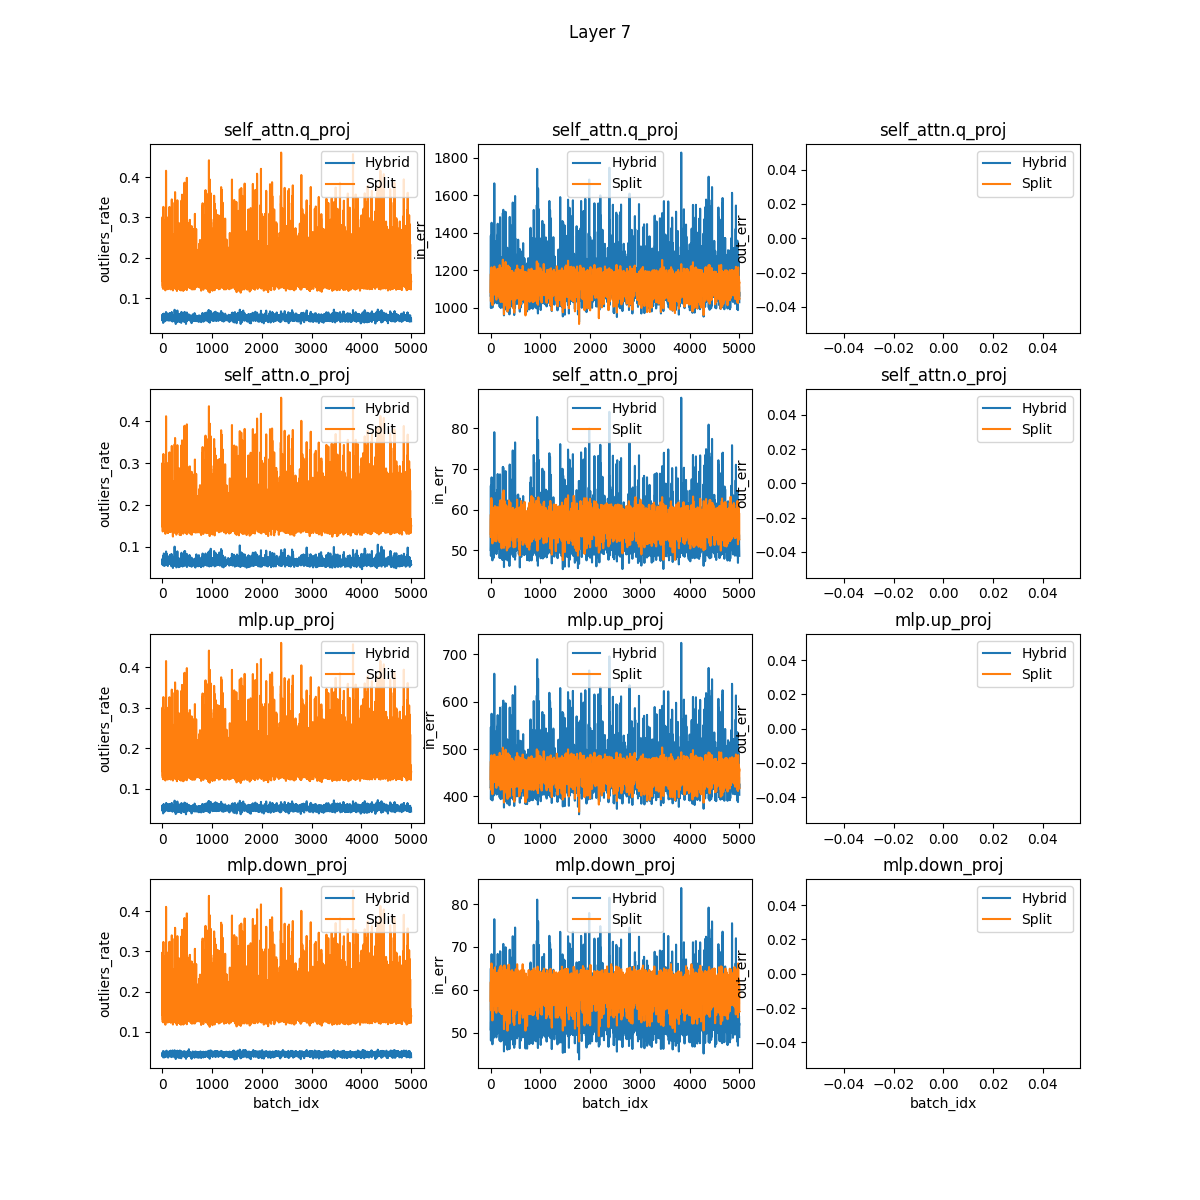 Layer 7
self_attn.q_proj self_attn.q_proj self_attn.q_proj
outliers_rate
0.4
0.3
0.2
0.1
0 1000 2000 3000 4000 5000
Hybrid
Split
in_err
1800
1600
1400
1200
1000
0 1000 2000 3000 4000 5000
Hybrid
Split
out_err
0.04
0.02
0.00
−0.02
−0.04
−0.04 −0.02 0.00 0.02 0.04
Hybrid
Split
self_attn.o_proj self_attn.o_proj self_attn.o_proj
outliers_rate
0.4
0.3
0.2
0.1
0 1000 2000 3000 4000 5000
Hybrid
Split
in_err
80
70
60
50
0 1000 2000 3000 4000 5000
Hybrid
Split
out_err
0.04
0.02
0.00
−0.02
−0.04
−0.04 −0.02 0.00 0.02 0.04
Hybrid
Split
mlp.up_proj mlp.up_proj mlp.up_proj
outliers_rate
0.4
0.3
0.2
0.1
0 1000 2000 3000 4000 5000
Hybrid
Split
in_err
700
600
500
400
0 1000 2000 3000 4000 5000
Hybrid
Split
out_err
0.04
0.02
0.00
−0.02
−0.04
−0.04 −0.02 0.00 0.02 0.04
Hybrid
Split
mlp.down_proj mlp.down_proj mlp.down_proj
outliers_rate
0.4
0.3
0.2
0.1
0 1000 2000 3000 4000 5000
batch_idx
Hybrid
Split
in_err
80
70
60
50
0 1000 2000 3000 4000 5000
batch_idx
Hybrid
Split
out_err
0.04
0.02
0.00
−0.02
−0.04
−0.04 −0.02 0.00 0.02 0.04
batch_idx
Hybrid
Split